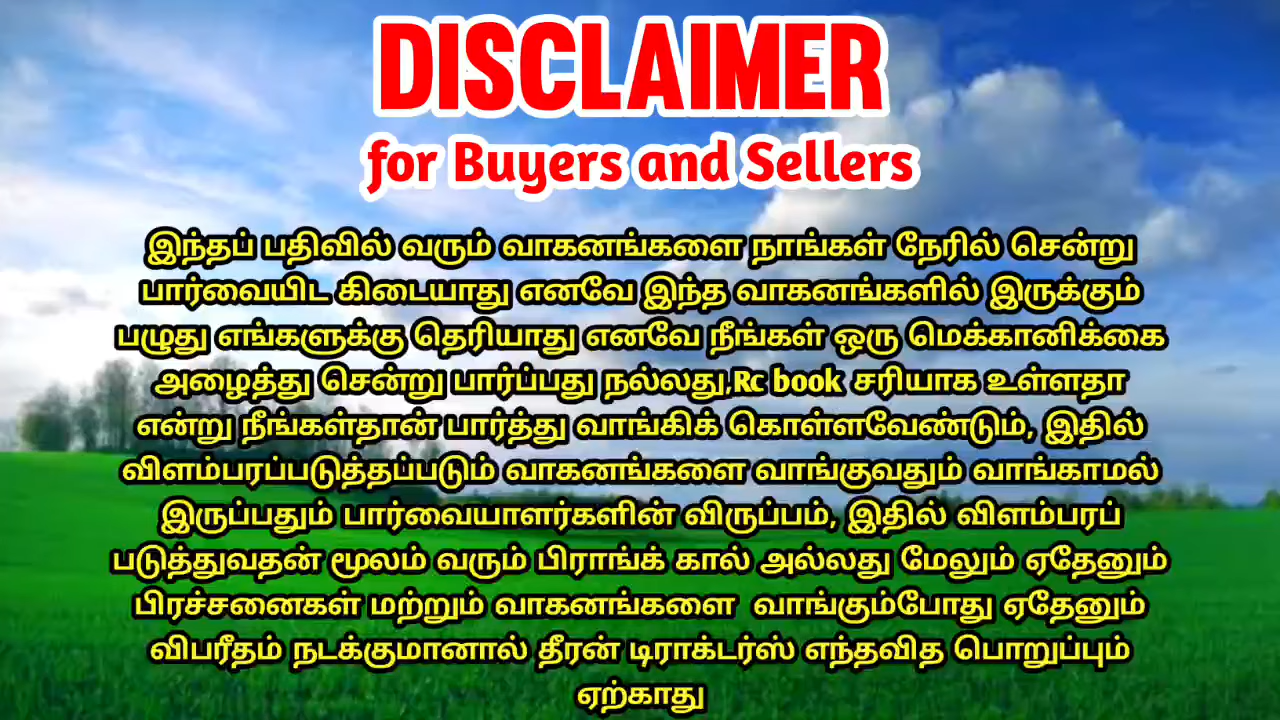 DISCLAIMER
for Buyers and Sellers
இந்தப் பதிவில் வரும் வாகனங்களை நாங்கள் நேரில் சென்று
பார்வையிட கிடையாது எனவே இந்த வாகனங்களில் இருக்கும்
பழுது எங்களுக்கு தெரியாது எனவே நீங்கள் ஒரு மெக்கானிக்கை
அழைத்து சென்று பார்ப்பது நல்லது,Rc book சரியாக உள்ளதா
என்று நீங்கள்தான் பார்த்து வாங்கிக் கொள்ளவேண்டும், இதில்
விளம்பரப்படுத்தப்படும் வாகனங்களை வாங்குவதும் வாங்காமல்
இருப்பதும் பார்வையாளர்களின் விருப்பம், இதில் விளம்பரப்
படுத்துவதன் மூலம் வரும் பிராங்க் கால் அல்லது மேலும் ஏதேனும்
பிரச்சனைகள் மற்றும் வாகனங்களை வாங்கும்போது ஏதேனும்
விபரீதம் நடக்குமானால் தீரன் டிராக்டர்ஸ் எந்தவித பொறுப்பும்
ஏற்காது